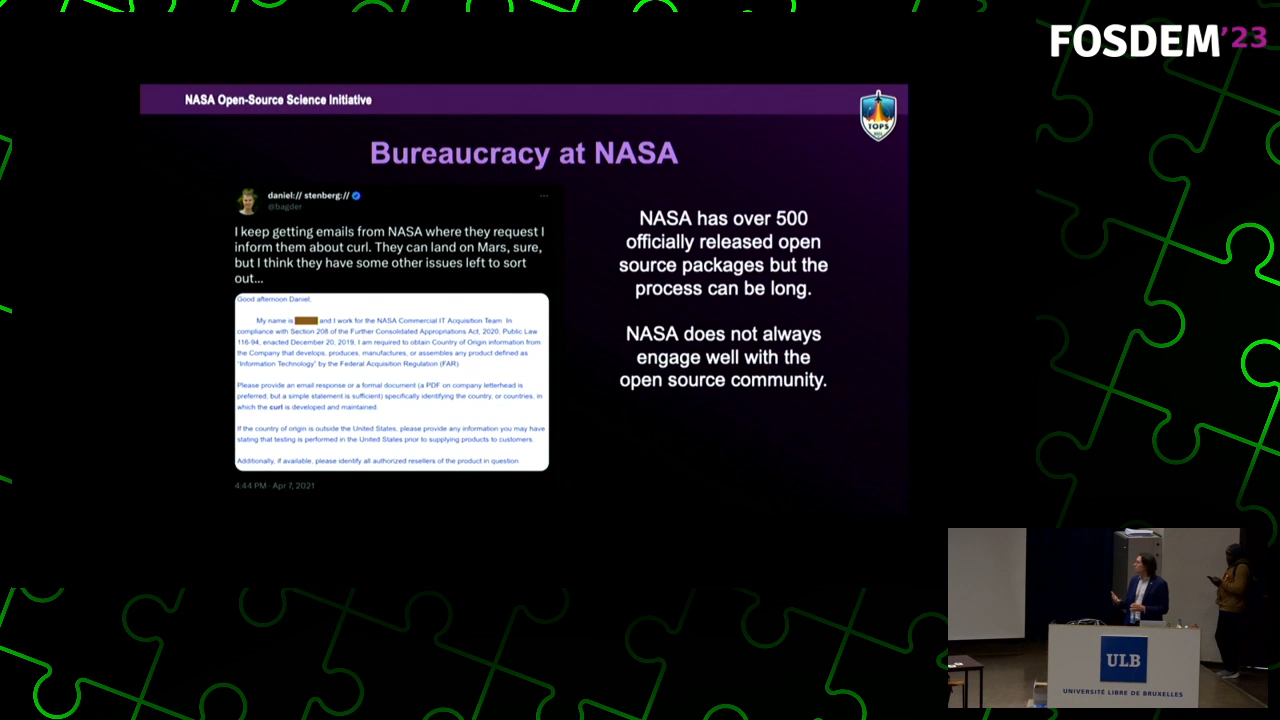 FOSDEM'23
NASA Open-Source Science Initiative
TOPS
Bureaucracy at NASA
daniel:// stenberg://
@bagder
I keep getting emails from NASA where they request I
inform them about curl. They can land on Mars, sure,
but I think they have some other issues left to sort
out...
Good afternoon Daniel,
My name is and I work for the NASA Commercial IT Acquisition Team. In
compliance with Section 208 of the Further Consolidated Appropriations Act, 2020, Public Law
116-94, enacted December 20, 2019, I am required to obtain Country of Origin information from
the Company that develops, produces, manufactures, or assembles any product defined as
"Information Technology" by the Federal Acquisition Regulation (FAR)
Please provide an email response or a formal document (a PDF on company letterhead is
preferred, but a simple statement is sufficient) specifically identifying the country, or countries, in
which the curl is developed and maintained.
If the country of origin is outside the United States, please provide any information you may have
stating that testing is performed in the United States prior to supplying products to customers.
Additionally, if available, please identify all authorized resellers of the product in question
4:44 PM · Apr 7, 2021
NASA has over 500
officially released open
source packages but the
process can be long.
NASA does not always
engage well with the
open source community.
ULB
UNIVERSITÉ LIBRE DE BRUXELLES